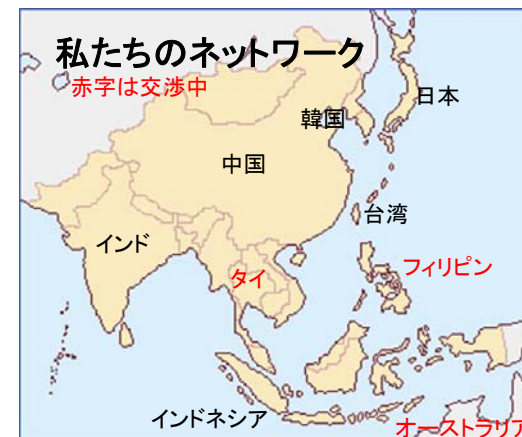 私たちのネットワーク
赤字は交渉中
日本
韓国
中国
台湾
インド
タイ
フィリピン
インドネシア
オーストラリア